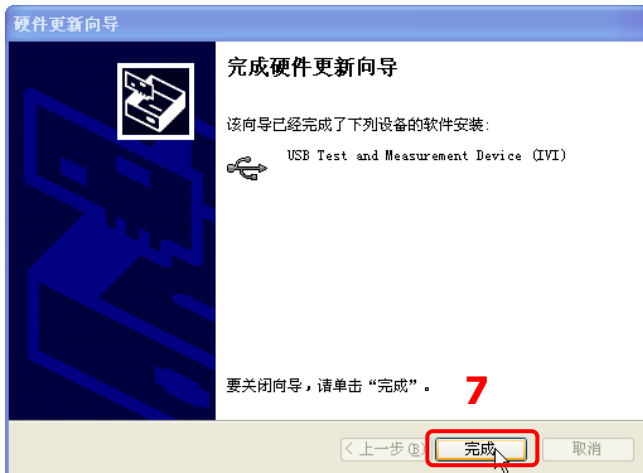 硬件更新向导
完成硬件更新向导
该向导已经完成了下列设备的软件安装:
USB Test and Measurement Device (IVI)
要关闭向导，请单击“完成”。
7
< 上一步(B)
完成
取消